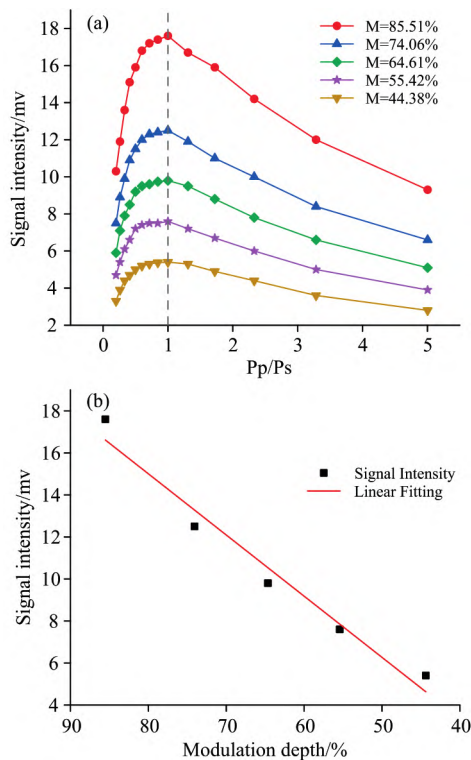 (a)
M=85.51%
M=74.06%
M=64.61%
M=55.42%
M=44.38%
18
16
14
12
10
8
6
4
2
Signal intensity/mv
0 1 2 3 4 5
Pp/Ps
(b)
Signal Intensity
Linear Fitting
18
16
14
12
10
8
6
4
Signal intensity/mv
90 80 70 60 50 40
Modulation depth/%